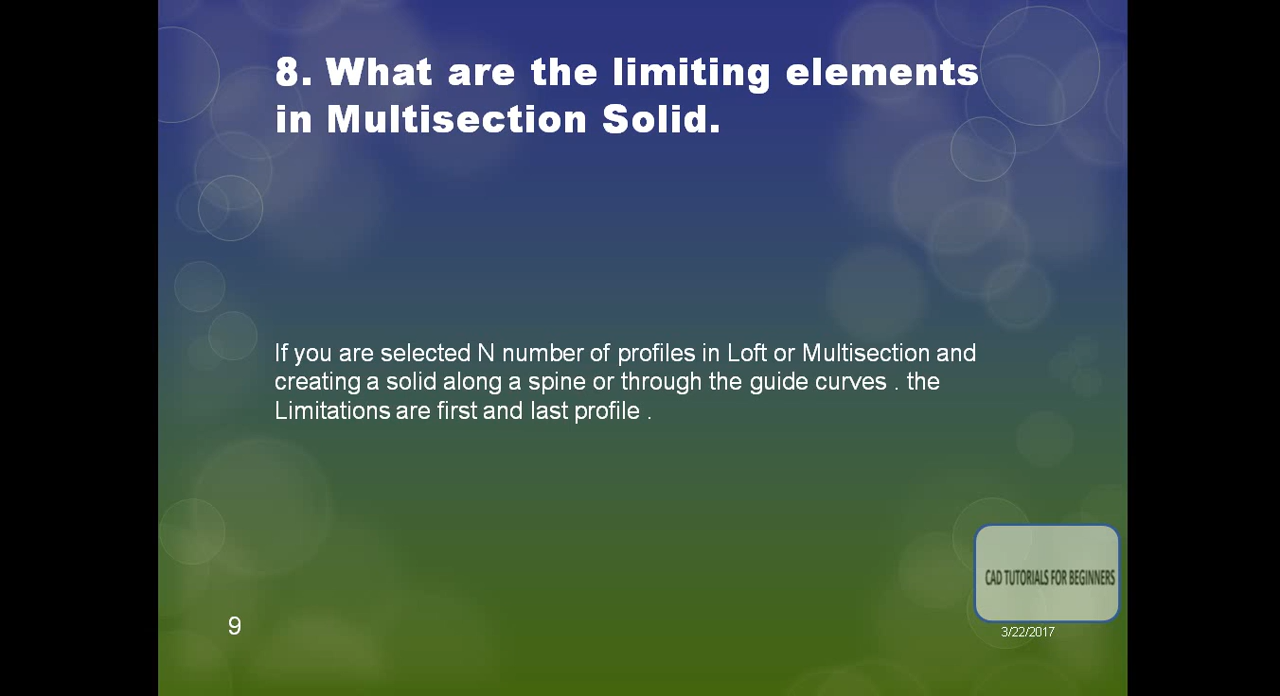 8. What are the limiting elements
in Multisection Solid.
If you are selected N number of profiles in Loft or Multisection and
creating a solid along a spine or through the guide curves . the
Limitations are first and last profile .
CAD TUTORIALS FOR BEGINNERS
9
3/22/2017